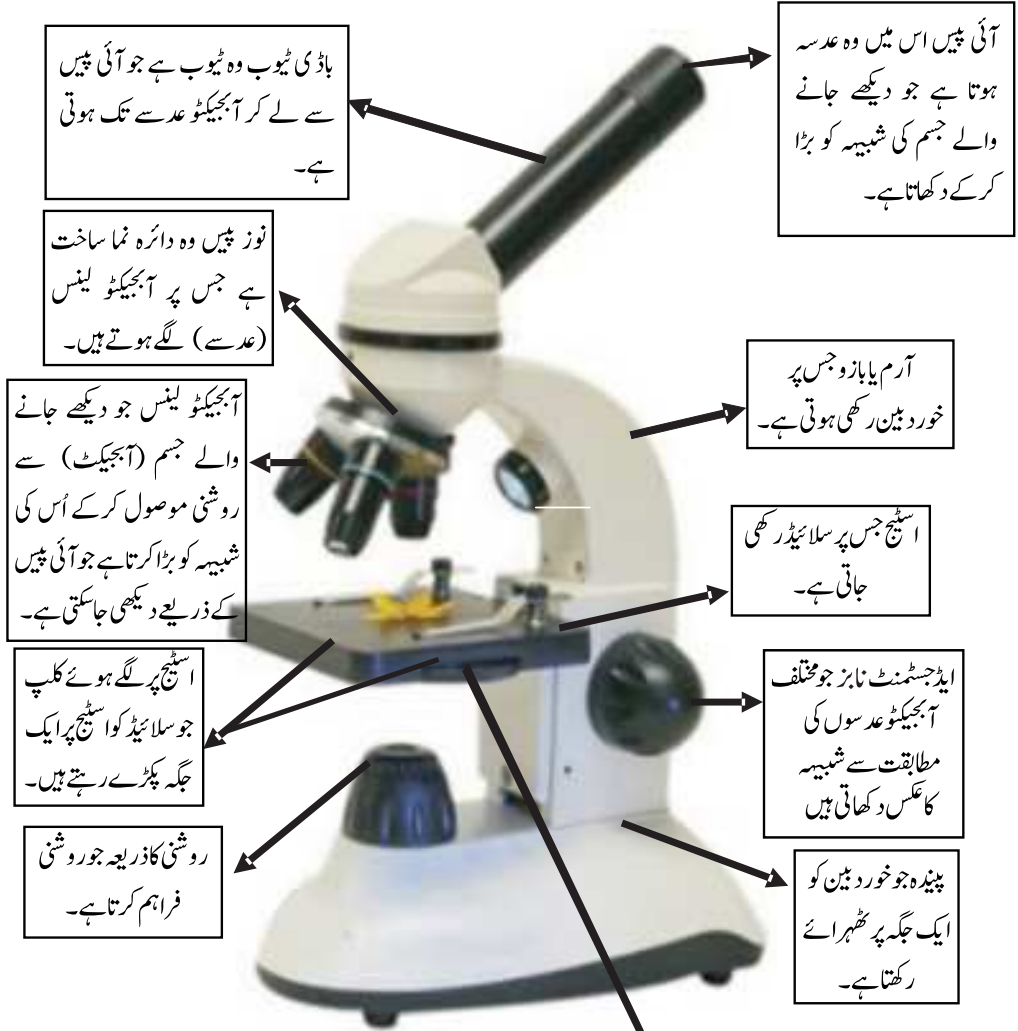 آئی پیس اس میں وہ عدسہ
ہوتا ہے جو دیکھے جانے
والے جسم کی شبیہہ کو بڑا
کرکے دکھاتا ہے۔
باڈی ٹیوب وہ ٹیوب ہے جو آئی پیس
سے لے کر آبجیکٹو عدسے تک ہوتی
ہے۔
نوز پیس وہ دائرہ نما ساخت
ہے جس پر آبجیکٹو لینس
(عدسے) لگے ہوتے ہیں۔
آرم یا بازو جس پر
خوردبین رکھی ہوتی ہے۔
آبجیکٹو لینس جو دیکھے جانے
والے جسم (آبجیکٹ) سے
روشنی موصول کرکے اُس کی
شبیہہ کو بڑا کرتا ہے جو آئی پیس
کے ذریعے دیکھی جاسکتی ہے۔
اسٹیج جس پر سلائیڈ رکھی
جاتی ہے۔
اسٹیج پر لگے ہوئے کلپ
جو سلائیڈ کو اسٹیج پر ایک
جگہ پکڑے رہتے ہیں۔
ایڈجسٹمنٹ نابز جو مختلف
آبجیکٹو عدسوں کی
مطابقت سے شبیہہ
کا عکس دکھاتی ہیں
روشنی کا ذریعہ جو روشنی
فراہم کرتا ہے۔
پیندہ جو خوردبین کو
ایک جگہ پر ٹھہرائے
رکھتا ہے۔